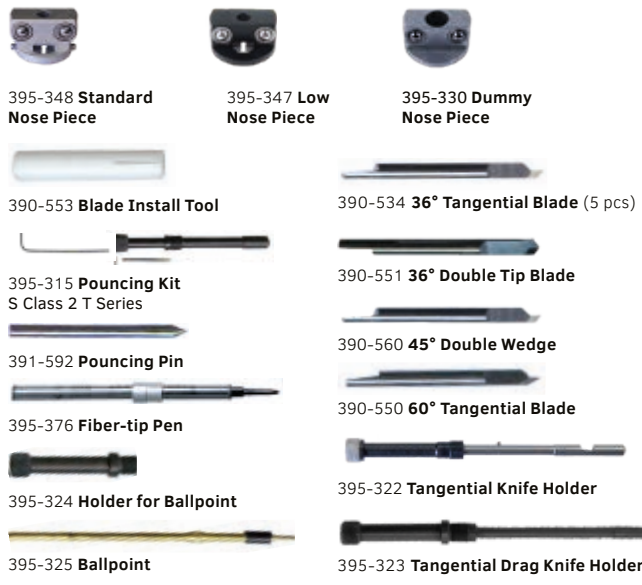 395-348 Standard
Nose Piece
395-347 Low
Nose Piece
395-330 Dummy
Nose Piece
390-553 Blade Install Tool
395-315 Pouncing Kit
S Class 2 T Series
391-592 Pouncing Pin
395-376 Fiber-tip Pen
395-324 Holder for Ballpoint
395-325 Ballpoint
390-534 36° Tangential Blade (5 pcs)
390-551 36° Double Tip Blade
390-560 45° Double Wedge
390-550 60° Tangential Blade
395-322 Tangential Knife Holder
395-323 Tangential Drag Knife Holder